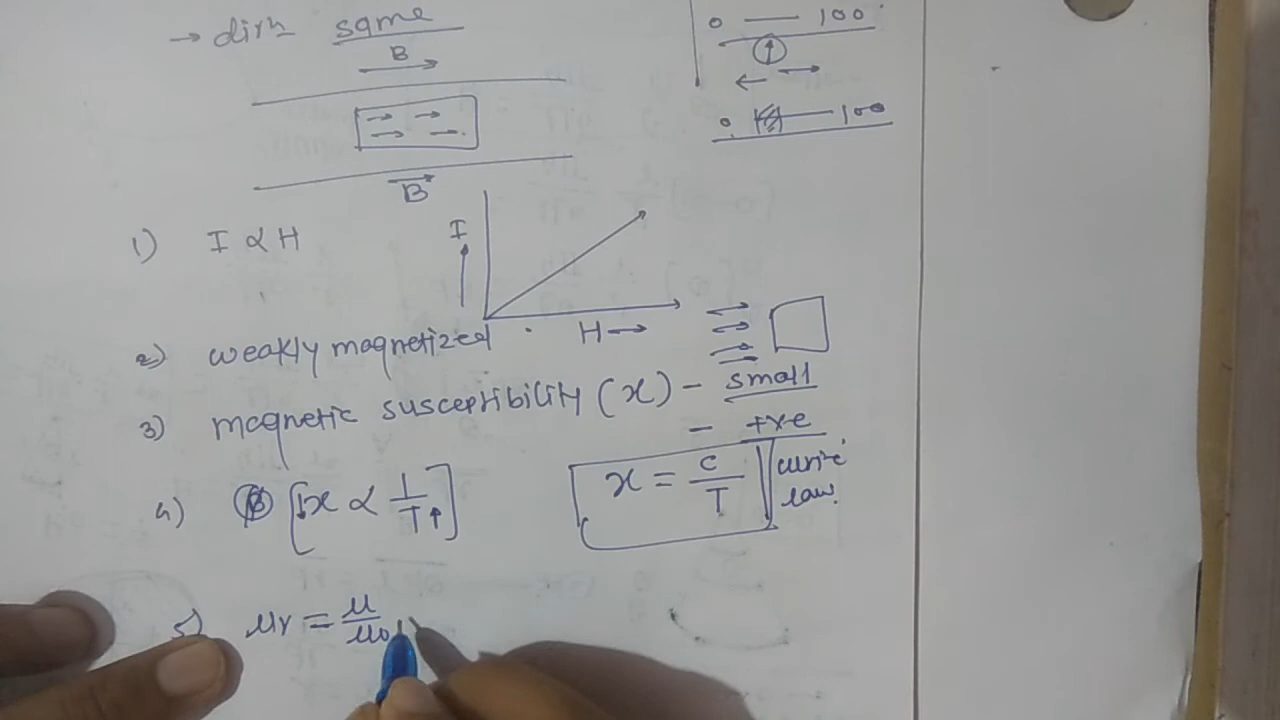 → dirn same
B
B
0 — 100
0 — 100
1) I ∝ H
I
H →
2) weakly magnetized
3) magnetic susceptibility (x) - small
- +ve
4) [↓x ∝ 1/T↑]
x = C/T
curie law.
5) μr = μ/μ0